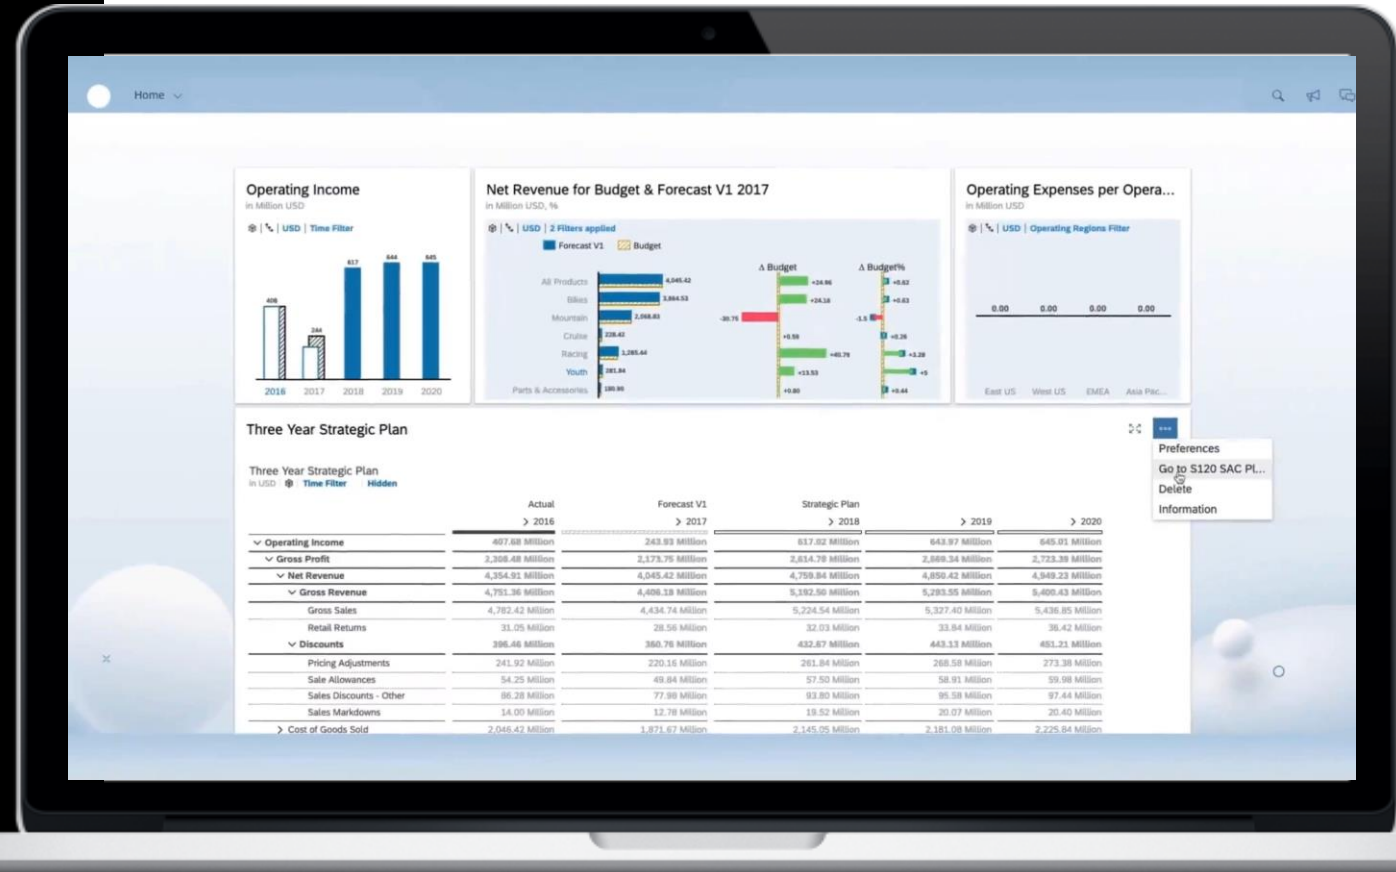 Home
Operating Income
in Million USD
USD | Time Filter
408
244
617
644
645
2016 2017 2018 2019 2020
Net Revenue for Budget & Forecast V1 2017
in Million USD, %
USD | 2 Filters applied
Forecast V1 Budget
Δ Budget Δ Budget%
All Products 4,045.42 +24.96 +0.62
Bikes 3,864.53 +24.18 +0.63
Mountain 2,068.83 -30.75 -1.5
Cruise 228.42 +0.59 +0.26
Racing 1,285.44 +40.79 +3.28
Youth 281.84 +13.53 +5
Parts & Accessories 180.90 +0.80 +0.44
Operating Expenses per Opera...
in Million USD
USD | Operating Regions Filter
0.00 0.00 0.00 0.00
East US West US EMEA Asia Pac...
Three Year Strategic Plan
Preferences
Go to S120 SAC Pl...
Delete
Information
Three Year Strategic Plan
in USD Time Filter Hidden
Actual Forecast V1 Strategic Plan
2016 2017 2018 2019 2020
Operating Income 407.68 Million 243.93 Million 617.02 Million 643.97 Million 645.01 Million
Gross Profit 2,308.48 Million 2,173.75 Million 2,614.78 Million 2,669.34 Million 2,723.39 Million
Net Revenue 4,354.91 Million 4,045.42 Million 4,759.84 Million 4,850.42 Million 4,949.23 Million
Gross Revenue 4,751.36 Million 4,406.18 Million 5,192.50 Million 5,293.55 Million 5,400.43 Million
Gross Sales 4,782.42 Million 4,434.74 Million 5,224.54 Million 5,327.40 Million 5,436.85 Million
Retail Returns 31.05 Million 28.56 Million 32.03 Million 33.84 Million 36.42 Million
Discounts 396.46 Million 360.76 Million 432.67 Million 443.13 Million 451.21 Million
Pricing Adjustments 241.92 Million 220.16 Million 261.84 Million 268.58 Million 273.38 Million
Sale Allowances 54.25 Million 49.84 Million 57.50 Million 58.91 Million 59.98 Million
Sales Discounts - Other 86.28 Million 77.98 Million 93.80 Million 95.58 Million 97.44 Million
Sales Markdowns 14.00 Million 12.78 Million 19.52 Million 20.07 Million 20.40 Million
Cost of Goods Sold 2,046.42 Million 1,871.67 Million 2,145.05 Million 2,181.08 Million 2,225.84 Million